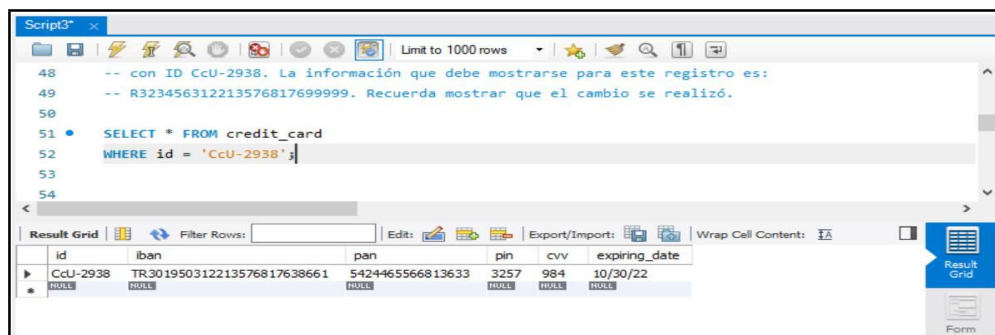 Script3* ×
Limit to 1000 rows
48 -- con ID CcU-2938. La información que debe mostrarse para este registro es:
49 -- R323456312213576817699999. Recuerda mostrar que el cambio se realizó.
50
51 SELECT * FROM credit_card
52 WHERE id = 'CcU-2938';
53
54
Result Grid Filter Rows: Edit: Export/Import: Wrap Cell Content: IA
id iban pan pin cvv expiring_date
CcU-2938 TR301950312213576817638661 5424465566813633 3257 984 10/30/22
NULL NULL NULL NULL NULL NULL
Result Grid
Form